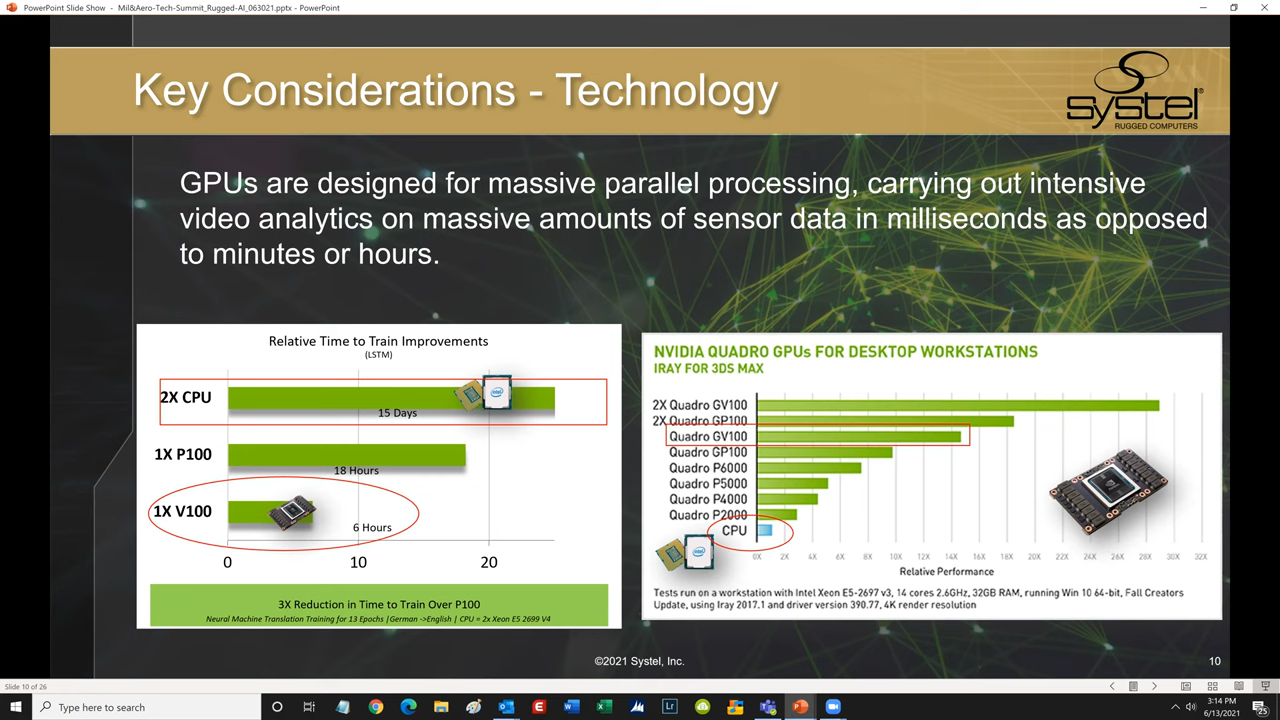 PowerPoint Slide Show - Mil&Aero-Tech-Summit_Rugged-AI_063021.pptx - PowerPoint
Key Considerations - Technology
systel®
RUGGED COMPUTERS
GPUs are designed for massive parallel processing, carrying out intensive
video analytics on massive amounts of sensor data in milliseconds as opposed
to minutes or hours.
Relative Time to Train Improvements
(LSTM)
2X CPU
15 Days
1X P100
18 Hours
1X V100
6 Hours
0 10 20
3X Reduction in Time to Train Over P100
Neural Machine Translation Training for 13 Epochs |German ->English | CPU = 2x Xeon E5 2699 V4
NVIDIA QUADRO GPUs FOR DESKTOP WORKSTATIONS
IRAY FOR 3DS MAX
2X Quadro GV100
2X Quadro GP100
Quadro GV100
Quadro GP100
Quadro P6000
Quadro P5000
Quadro P4000
Quadro P2000
CPU
0X 2X 4X 6X 8X 10X 12X 14X 16X 18X 20X 22X 24X 26X 28X 30X 32X
Relative Performance
Tests run on a workstation with Intel Xeon E5-2697 v3, 14 cores 2.6GHz, 32GB RAM, running Win 10 64-bit, Fall Creators
Update, using Iray 2017.1 and driver version 390.77, 4K render resolution
©2021 Systel, Inc.
10
Slide 10 of 26
Type here to search
3:14 PM
6/13/2021
25